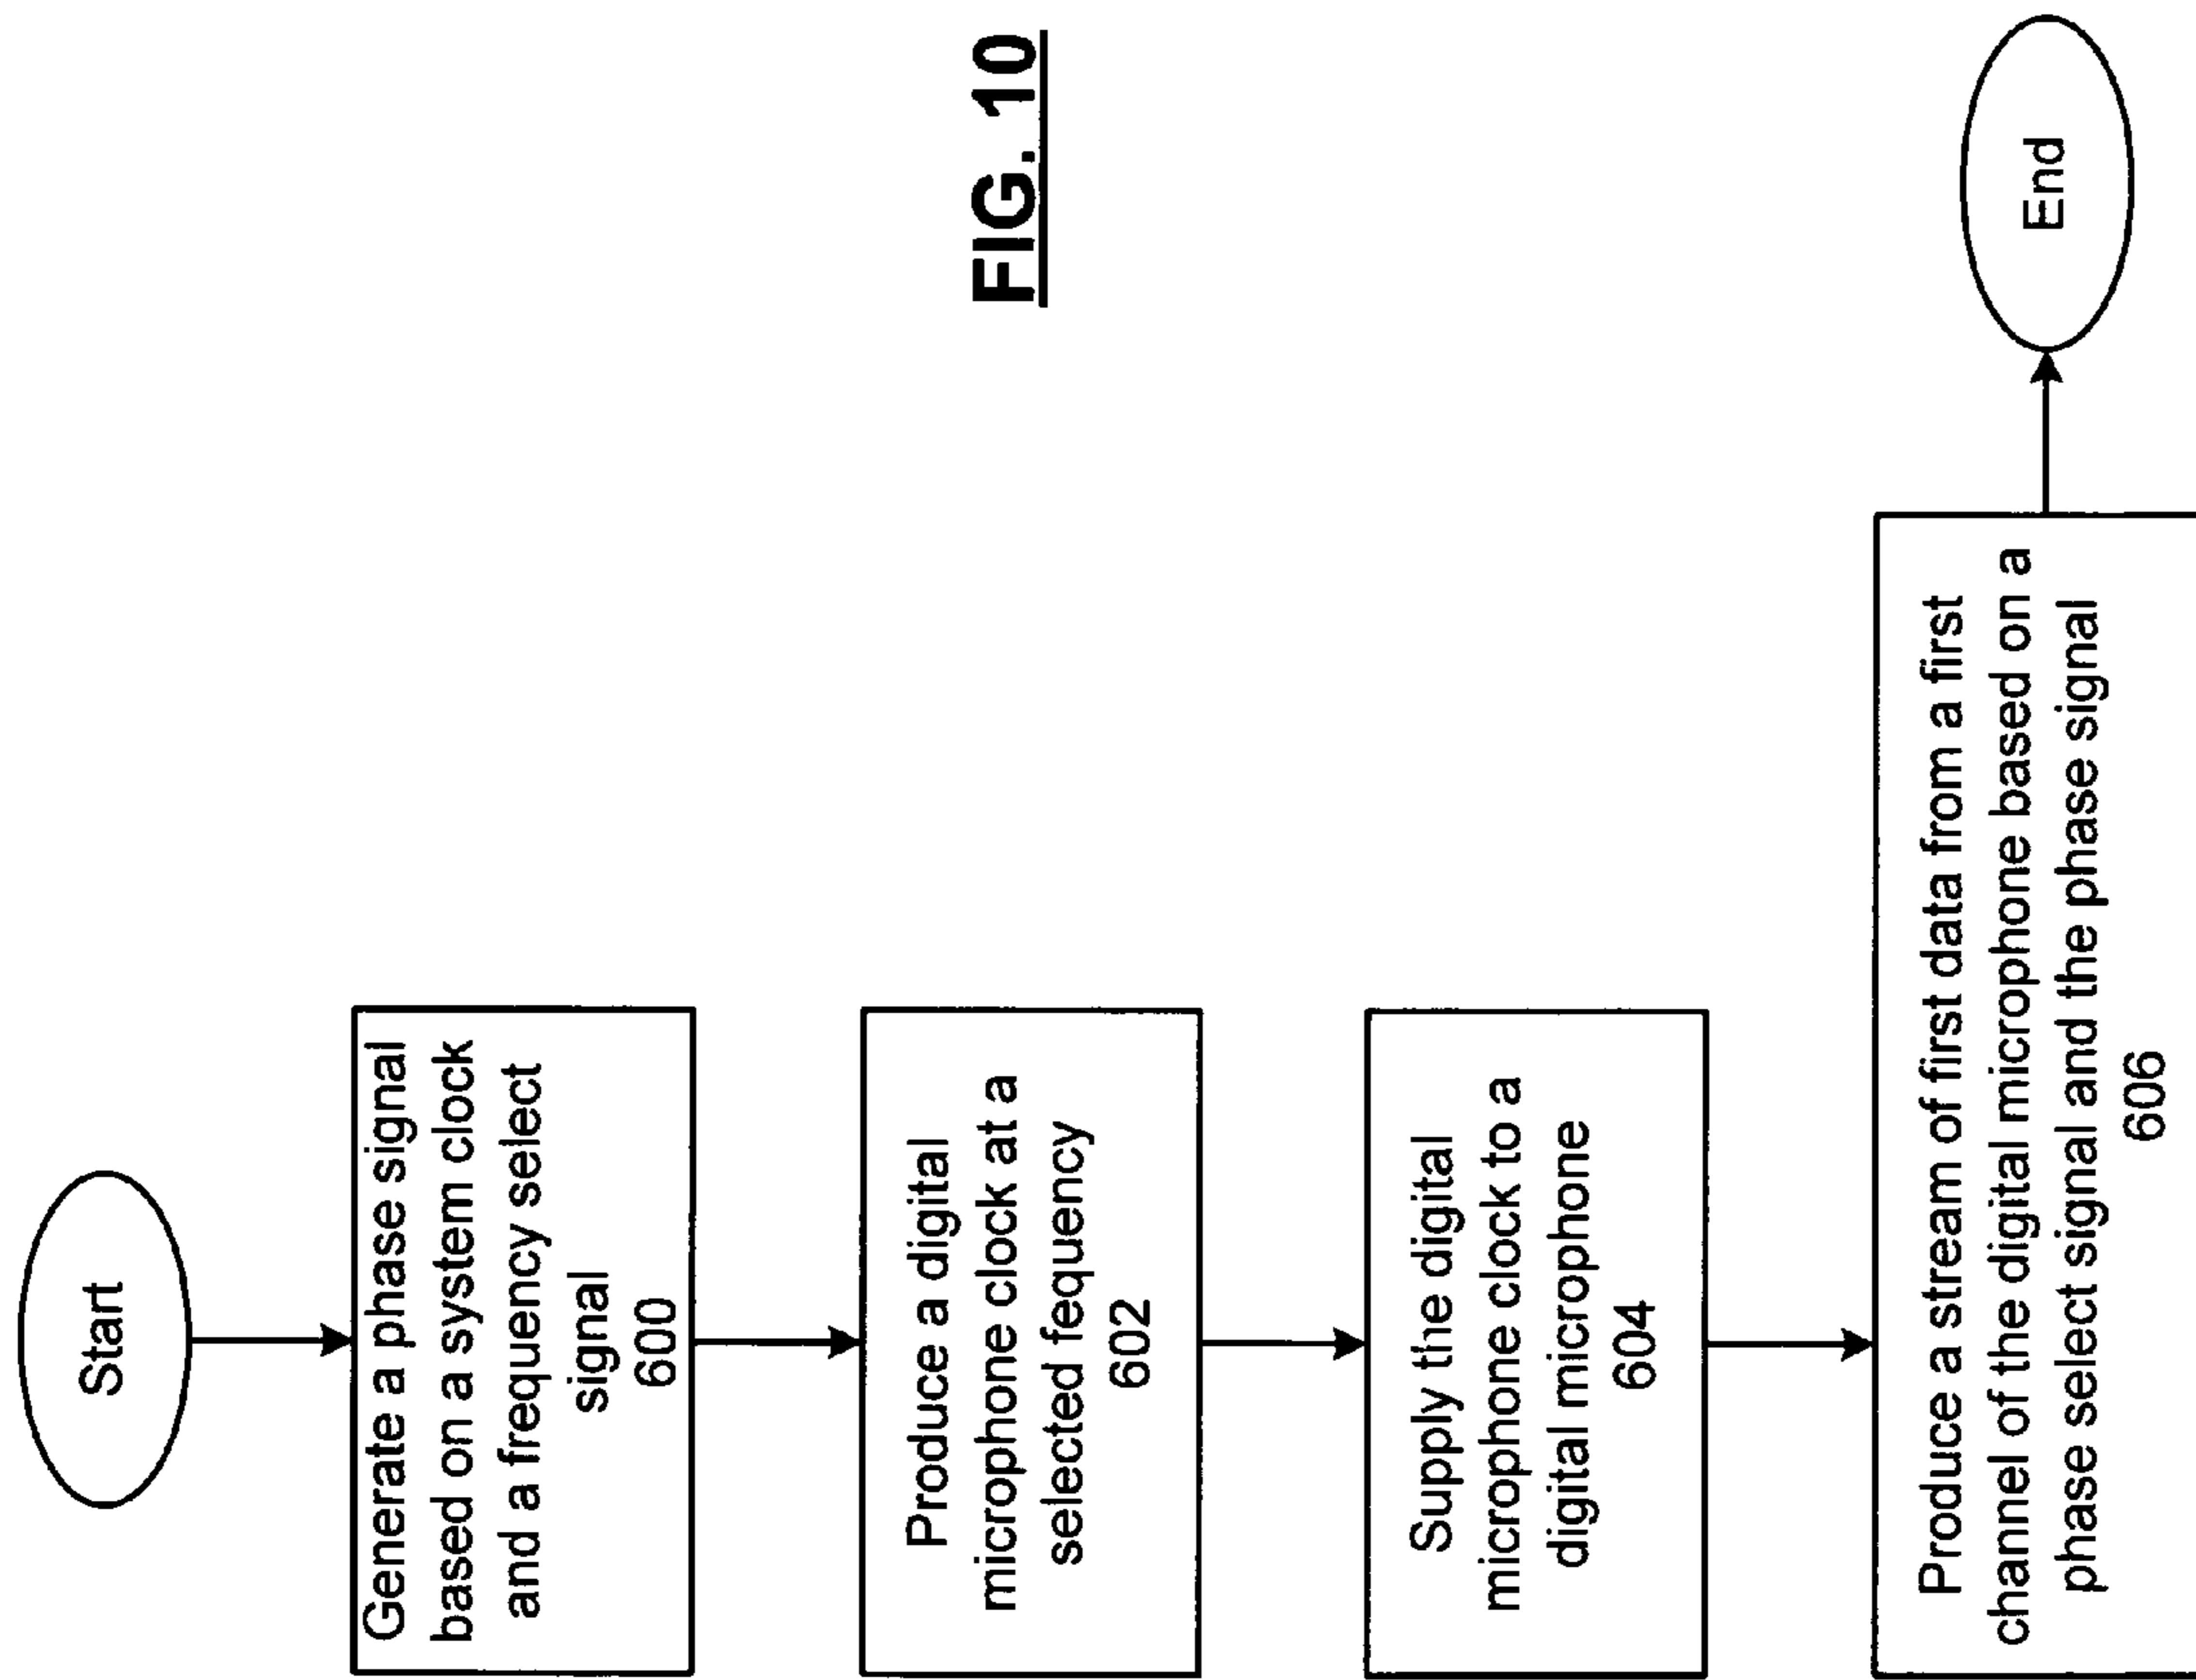 Start
Generate a phase signal
based on a system clock
and a frequency select
signal
600
Produce a digital
microphone clock at a
selected fequency
602
Supply the digital
microphone clock to a
digital microphone
604
Produce a stream of first data from a first
channel of the digital microphone based on a
phase select signal and the phase signal
606
End
FIG. 10